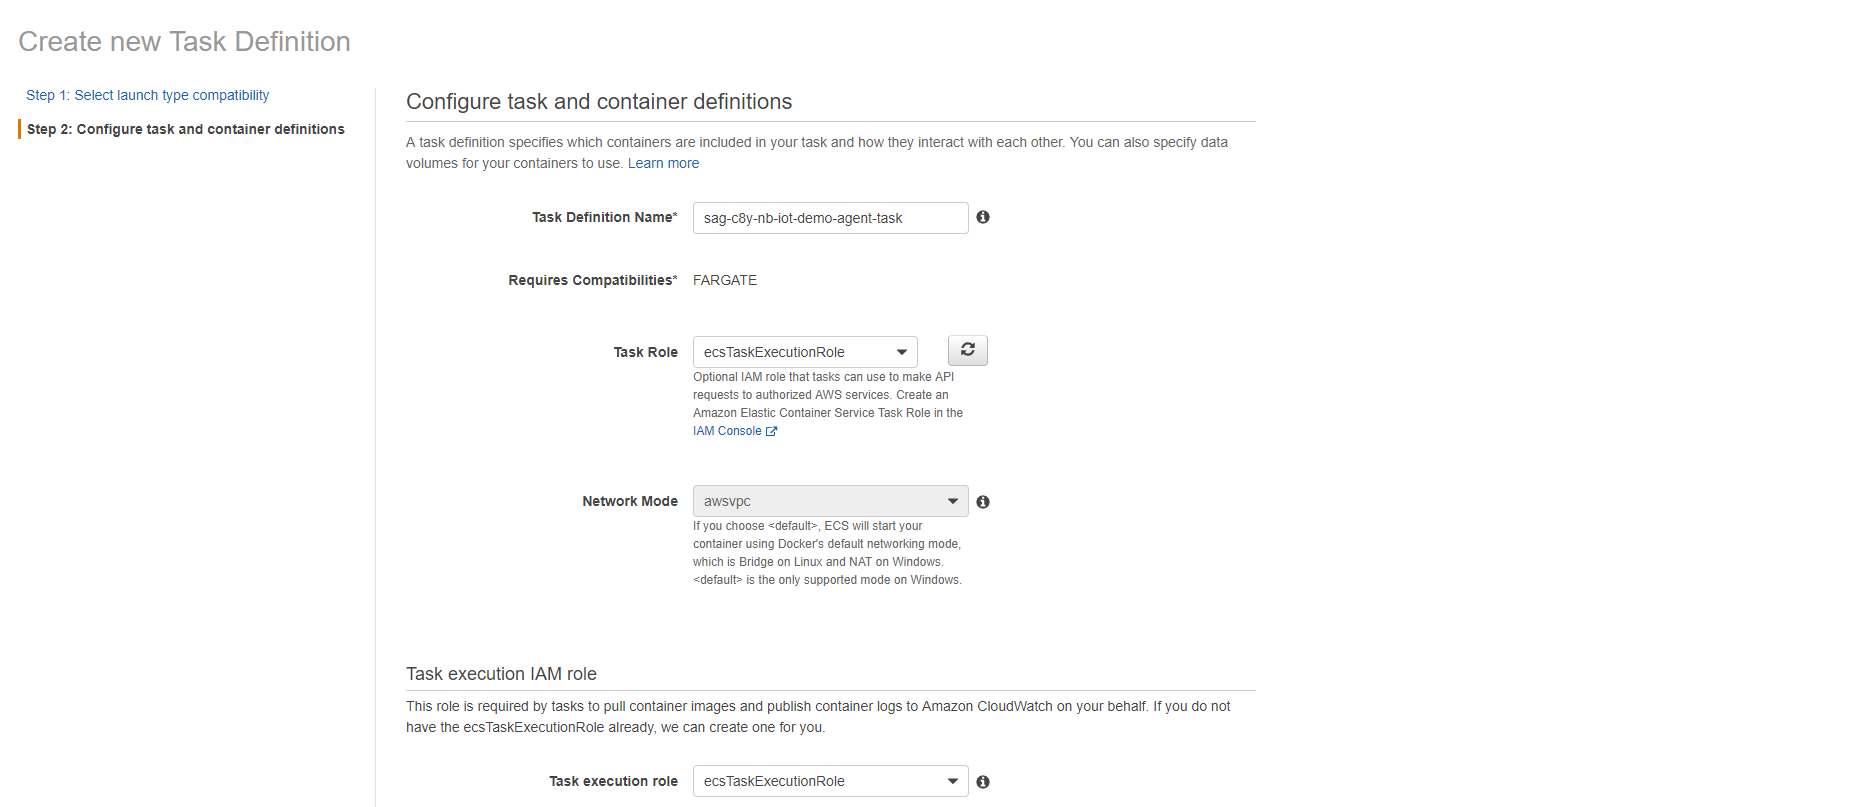 Create new Task Definition
Step 1: Select launch type compatibility
Step 2: Configure task and container definitions
Configure task and container definitions
A task definition specifies which containers are included in your task and how they interact with each other. You can also specify data
volumes for your containers to use. Learn more
Task Definition Name* sag-c8y-nb-iot-demo-agent-task
Requires Compatibilities* FARGATE
Task Role ecsTaskExecutionRole
Optional IAM role that tasks can use to make API
requests to authorized AWS services. Create an
Amazon Elastic Container Service Task Role in the
IAM Console
Network Mode awsvpc
If you choose <default>, ECS will start your
container using Docker's default networking mode,
which is Bridge on Linux and NAT on Windows.
<default> is the only supported mode on Windows.
Task execution IAM role
This role is required by tasks to pull container images and publish container logs to Amazon CloudWatch on your behalf. If you do not
have the ecsTaskExecutionRole already, we can create one for you.
Task execution role ecsTaskExecutionRole